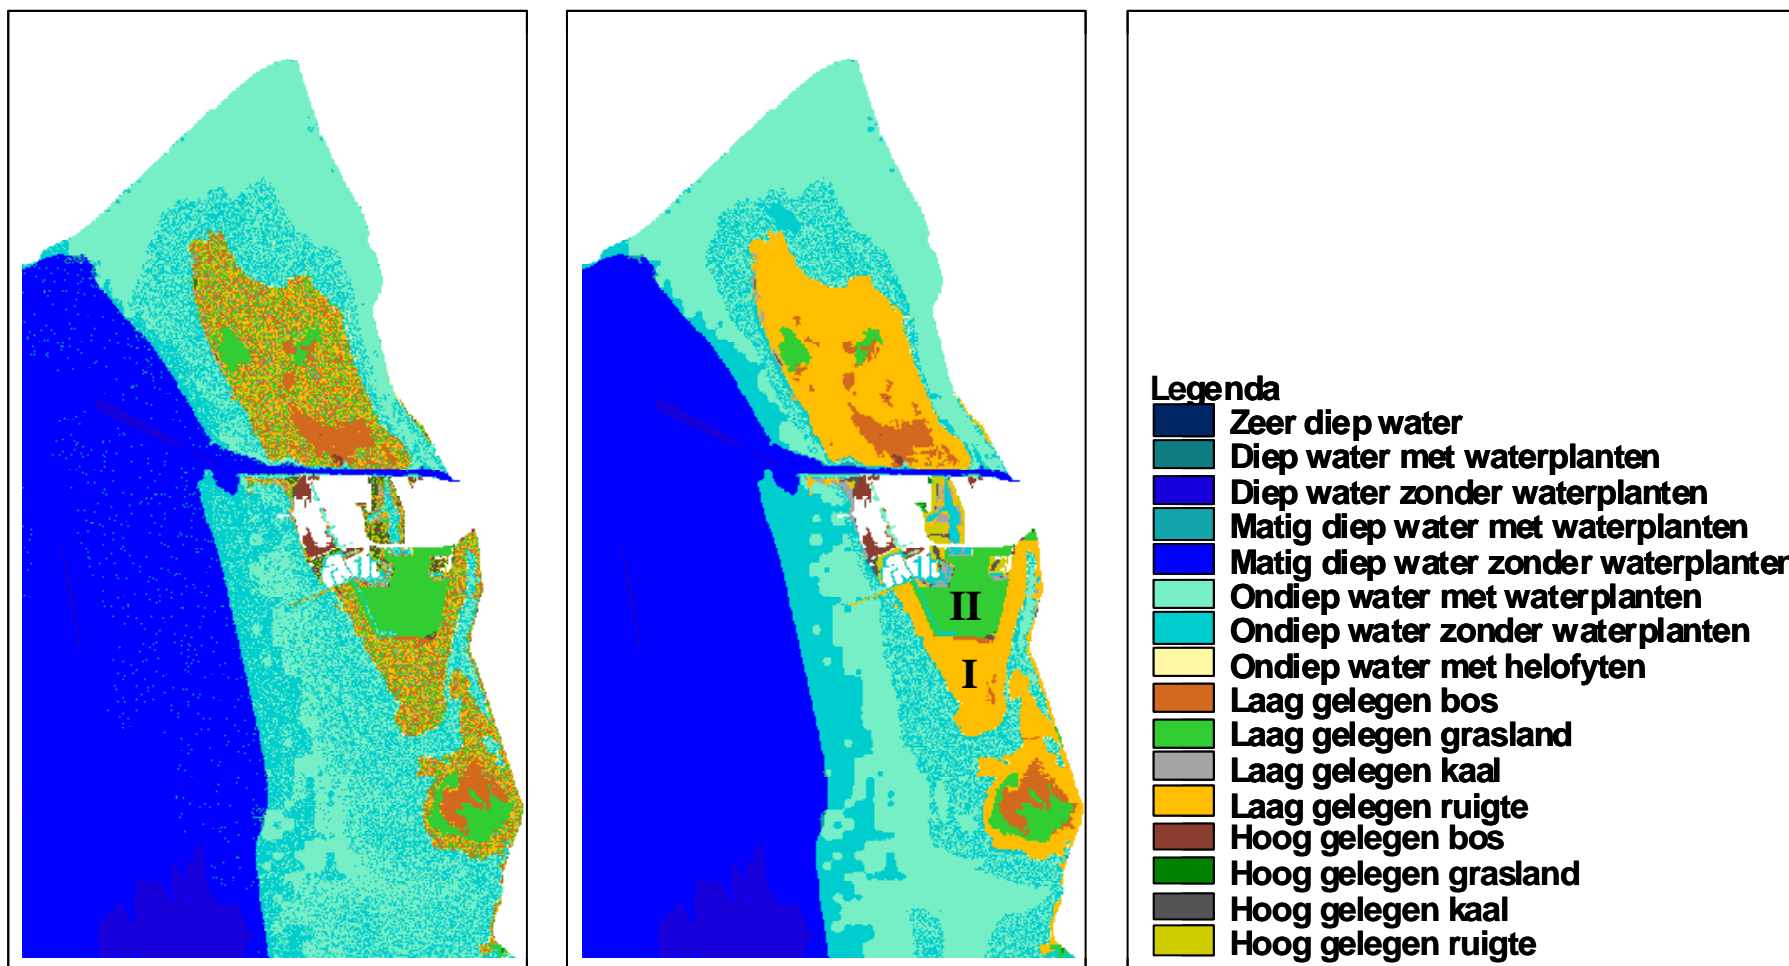 II
I
Legenda
Zeer diep water
Diep water met waterplanten
Diep water zonder waterplanten
Matig diep water met waterplanten
Matig diep water zonder waterplanten
Ondiep water met waterplanten
Ondiep water zonder waterplanten
Ondiep water met helofyten
Laag gelegen bos
Laag gelegen grasland
Laag gelegen kaal
Laag gelegen ruigte
Hoog gelegen bos
Hoog gelegen grasland
Hoog gelegen kaal
Hoog gelegen ruigte